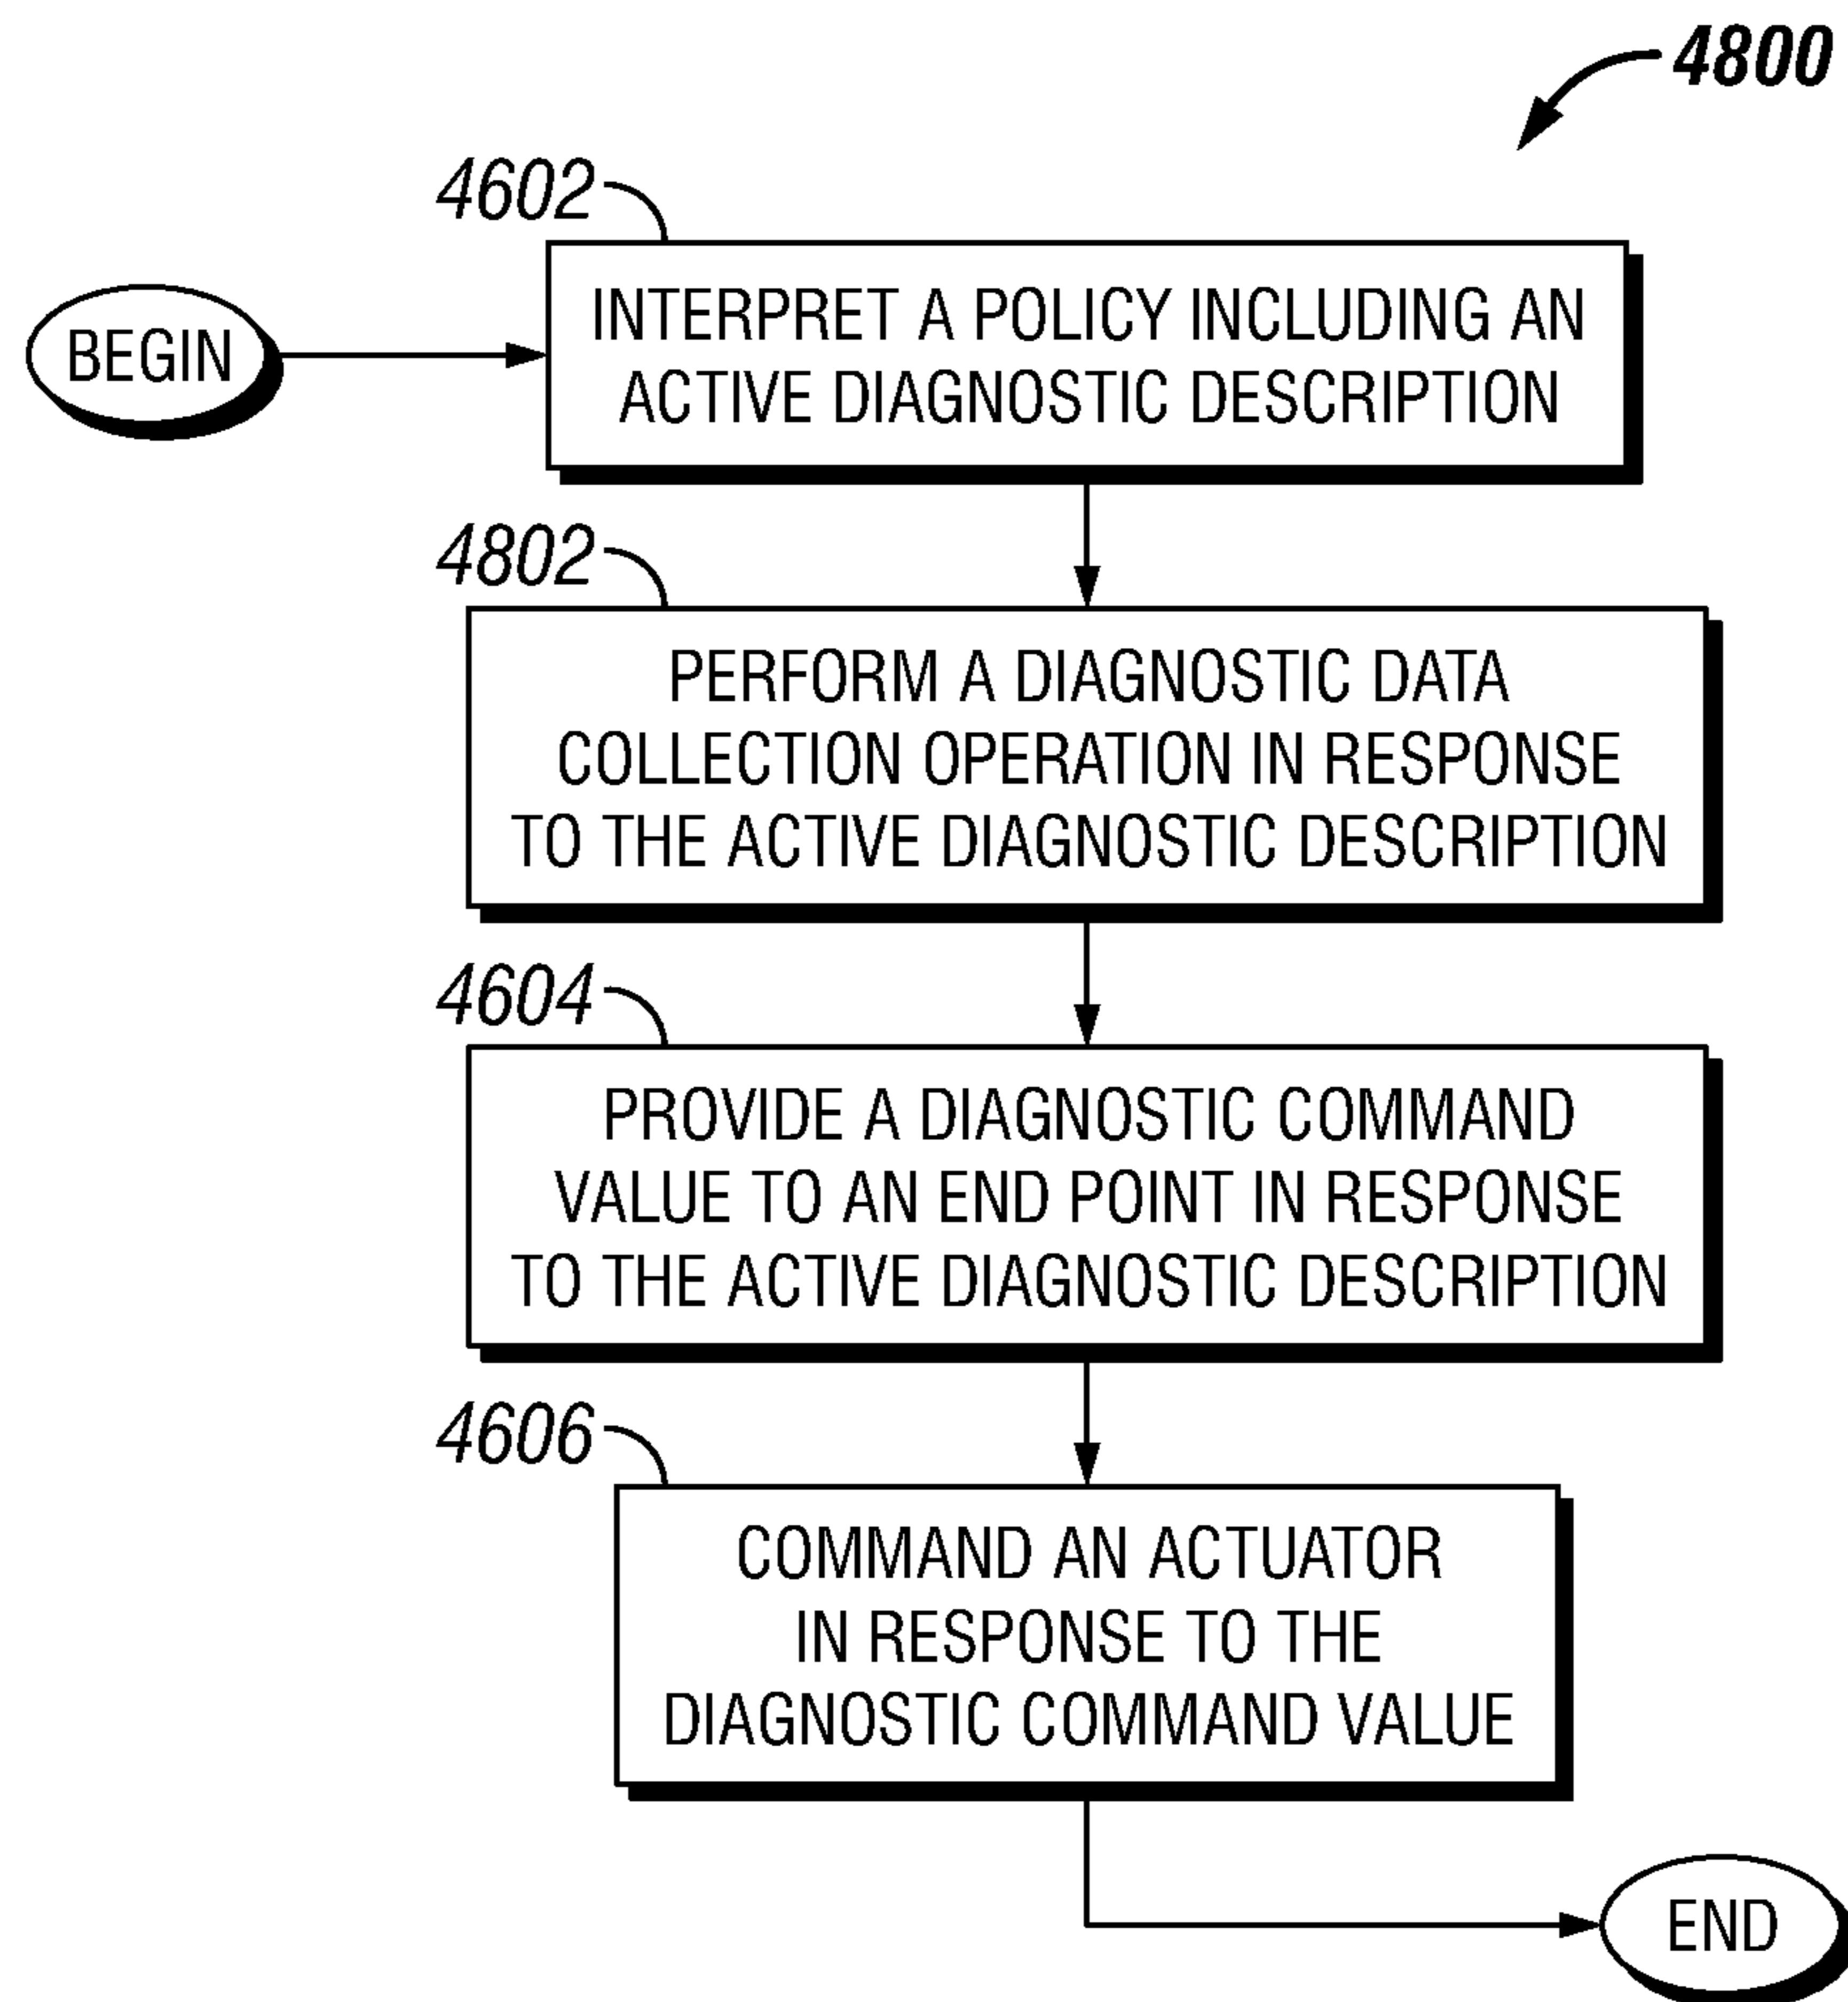 4800
4602
BEGIN
INTERPRET A POLICY INCLUDING AN
ACTIVE DIAGNOSTIC DESCRIPTION
4802
PERFORM A DIAGNOSTIC DATA
COLLECTION OPERATION IN RESPONSE
TO THE ACTIVE DIAGNOSTIC DESCRIPTION
4604
PROVIDE A DIAGNOSTIC COMMAND
VALUE TO AN END POINT IN RESPONSE
TO THE ACTIVE DIAGNOSTIC DESCRIPTION
4606
COMMAND AN ACTUATOR
IN RESPONSE TO THE
DIAGNOSTIC COMMAND VALUE
END